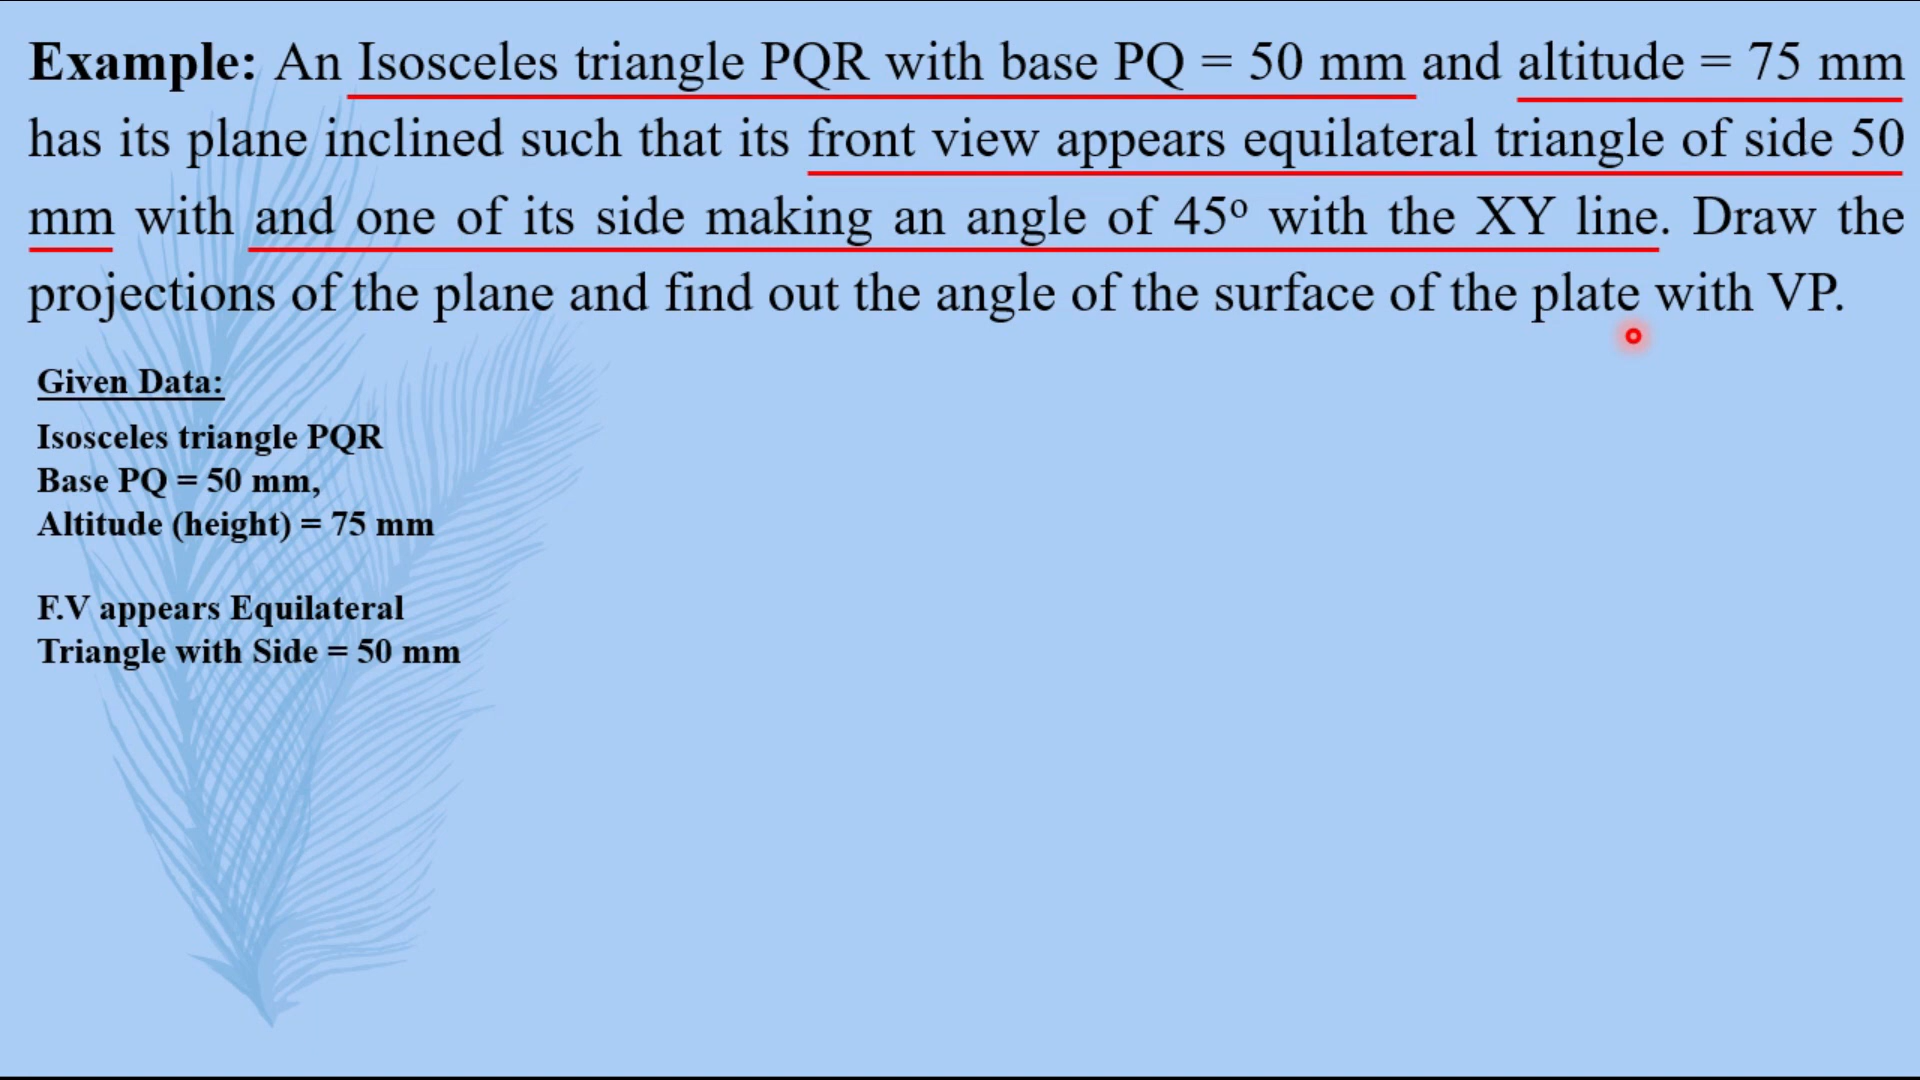 Example: An Isosceles triangle PQR with base PQ = 50 mm and altitude = 75 mm
has its plane inclined such that its front view appears equilateral triangle of side 50
mm with and one of its side making an angle of 45º with the XY line. Draw the
projections of the plane and find out the angle of the surface of the plate with VP.
Given Data:
Isosceles triangle PQR
Base PQ = 50 mm,
Altitude (height) = 75 mm
F.V appears Equilateral
Triangle with Side = 50 mm